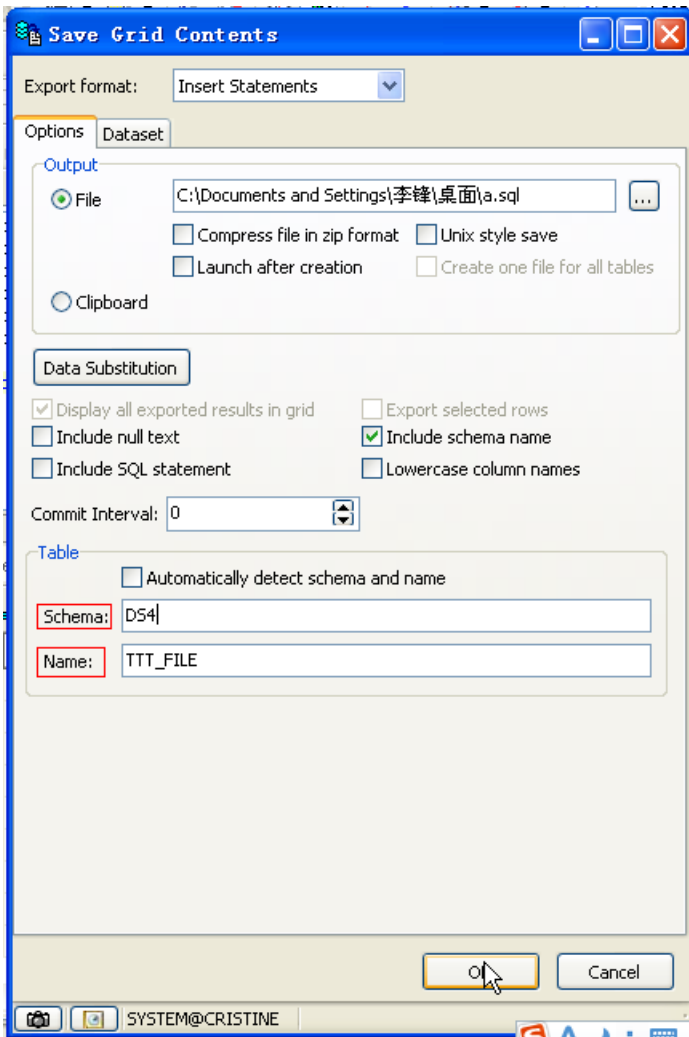 Save Grid Contents
Export format: Insert Statements
Options Dataset
Output
File C:\Documents and Settings\李锋\桌面\a.sql ...
Compress file in zip format Unix style save
Launch after creation Create one file for all tables
Clipboard
Data Substitution
Display all exported results in grid Export selected rows
Include null text Include schema name
Include SQL statement Lowercase column names
Commit Interval: 0
Table
Automatically detect schema and name
Schema: DS4
Name: TTT_FILE
Cancel
SYSTEM@CRISTINE